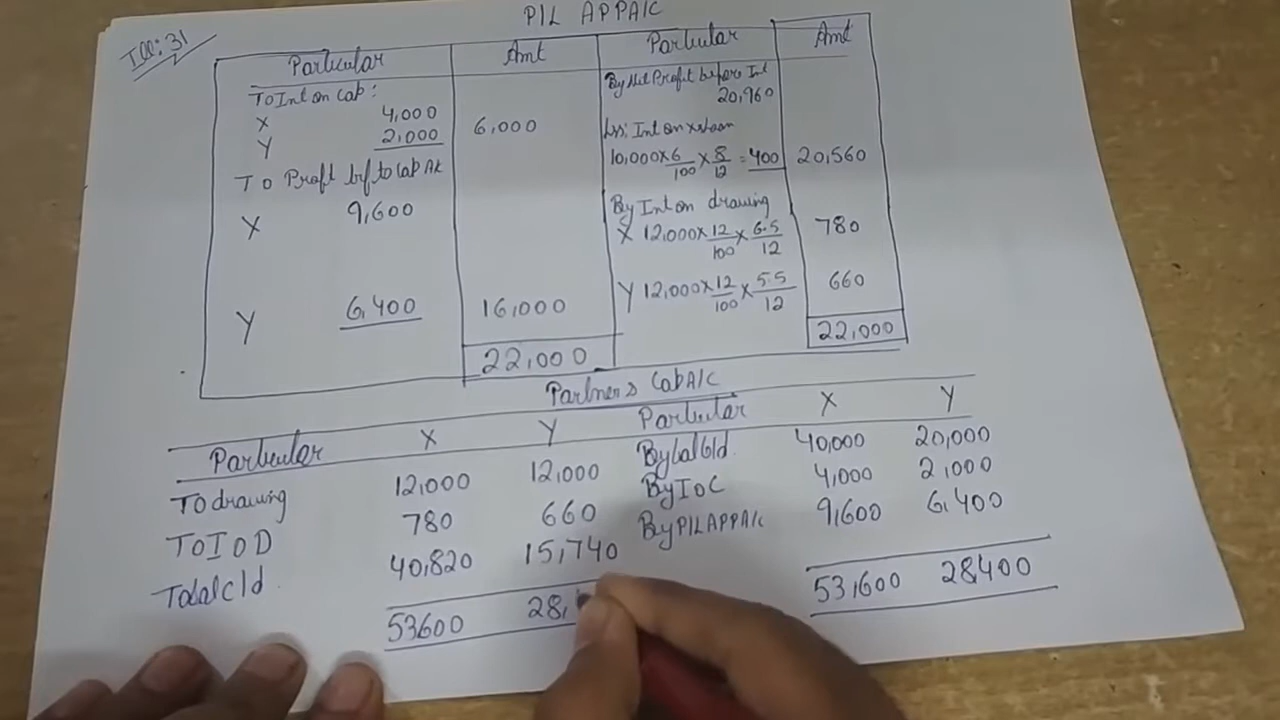 P|L APPA|C
Ill: 31
Particular Amt Particular Amt
To Int on Cap:
X 4,000
Y 2,000 6,000
To Profit trf to Cap A/c
X 9,600
Y 6,400 16,000
22,000
By Net Profit before Int
20,960
Less: Int on X's loan
10,000 × 6/100 × 8/12 = 400 20,560
By Int on drawing
X 12,000 × 12/100 × 6.5/12 780
Y 12,000 × 12/100 × 5.5/12 660
22,000
Partners Cap A|C
Particular X Y Particular X Y
To drawing 12,000 12,000 By bal b/d. 40,000 20,000
To I O D 780 660 By I O C 4,000 2,000
To bal c/d. 40,820 15,740 By P|L APPA|C 9,600 6,400
53600 28, 53,600 28400